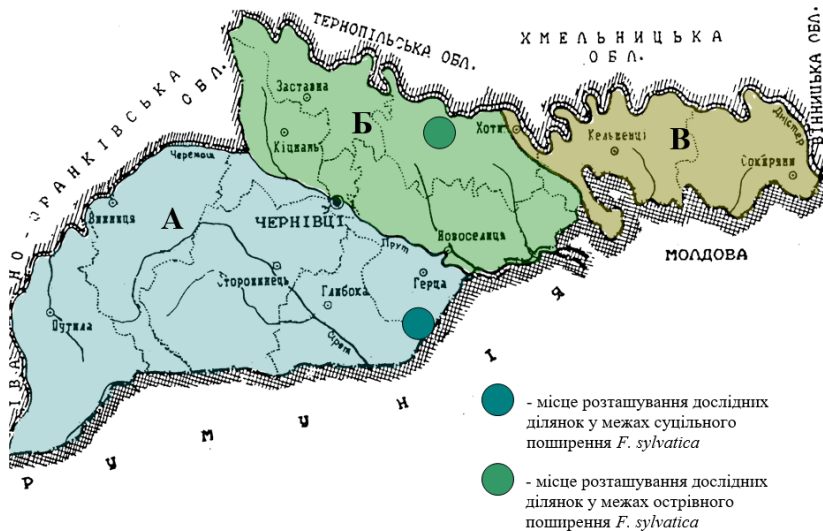 ТЕРНОПІЛЬСЬКА ОБЛ.
ХМЕЛЬНИЦЬКА
ОБЛ.
ВІННИЦЬКА ОБЛ.
ІВАНО-ФРАНКІВСЬКА
ОБЛ.
Заставна
Б
Кіцмань
Хоти
Кельменці
В
Дністер
Сокиряни
Черемош
Вижниця
А
ЧЕРНІВЦІ
Прут
Новоселиця
МОЛДОВА
Сторожинець
Глибока
Герца
Путила
Сірет
РУМУНІЯ
- місце розташування дослідних
ділянок у межах суцільного
поширення F. sylvatica
- місце розташування дослідних
ділянок у межах острівного
поширення F. sylvatica